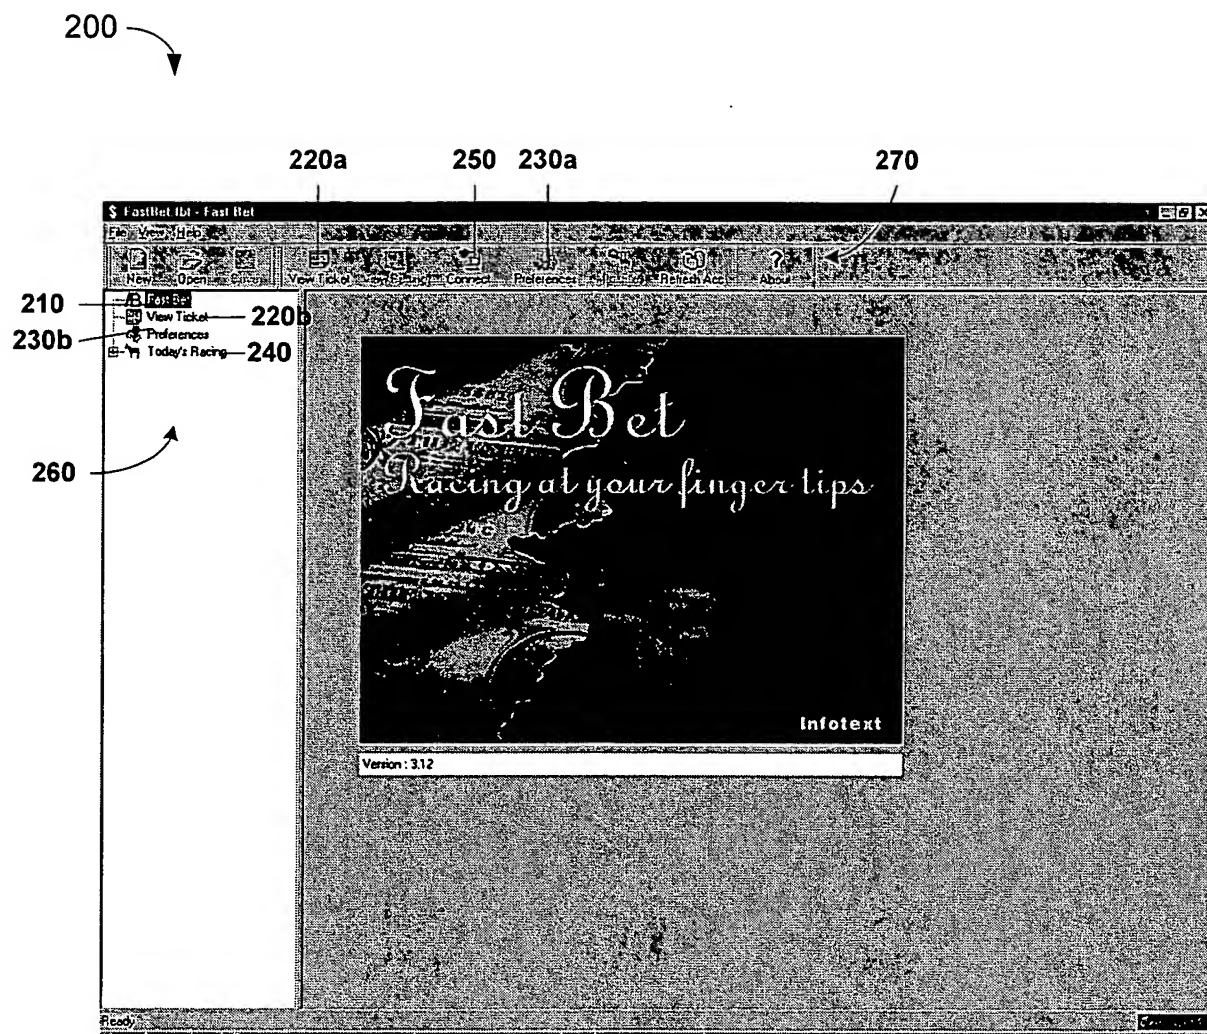 200
220a 250 230a 270
$ FastBet.fbt - Fast Bet
File View Help
New Open Save View Ticket Connect Preferences Refresh Acc. About
210 Fast Bet
View Ticket 220b
230b Preferences
Today's Racing 240
260
Fast Bet
Racing at your finger tips
Infotext
Version : 3.12
Ready